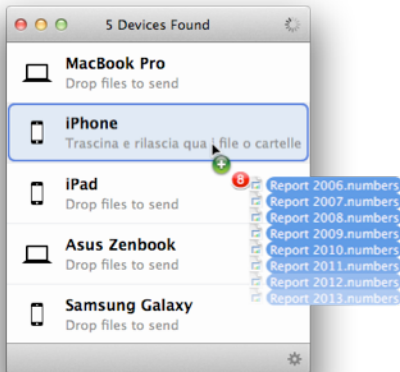 5 Devices Found
MacBook Pro
Drop files to send
iPhone
Trascina e rilascia qua i file o cartelle
iPad
Drop files to send
8
Report 2006.numbers
Report 2007.numbers
Report 2008.numbers
Report 2009.numbers
Report 2010.numbers
Report 2011.numbers
Report 2012.numbers
Report 2013.numbers
Asus Zenbook
Drop files to send
Samsung Galaxy
Drop files to send